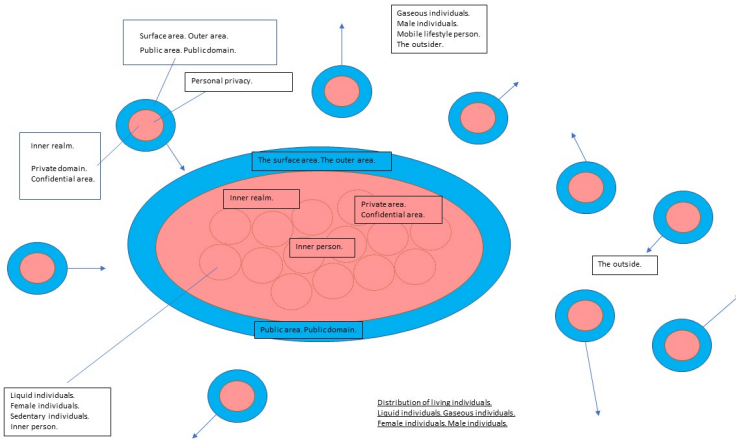 Surface area. Outer area.
Public area. Public domain.
Personal privacy.
Gaseous individuals.
Male individuals.
Mobile lifestyle person.
The outsider.
Inner realm.
Private domain.
Confidential area.
The surface area. The outer area.
Inner realm.
Private area.
Confidential area.
Inner person.
The outside.
Public area. Public domain.
Liquid individuals.
Female individuals.
Sedentary individuals.
Inner person.
Distribution of living individuals.
Liquid individuals. Gaseous individuals.
Female individuals. Male individuals.